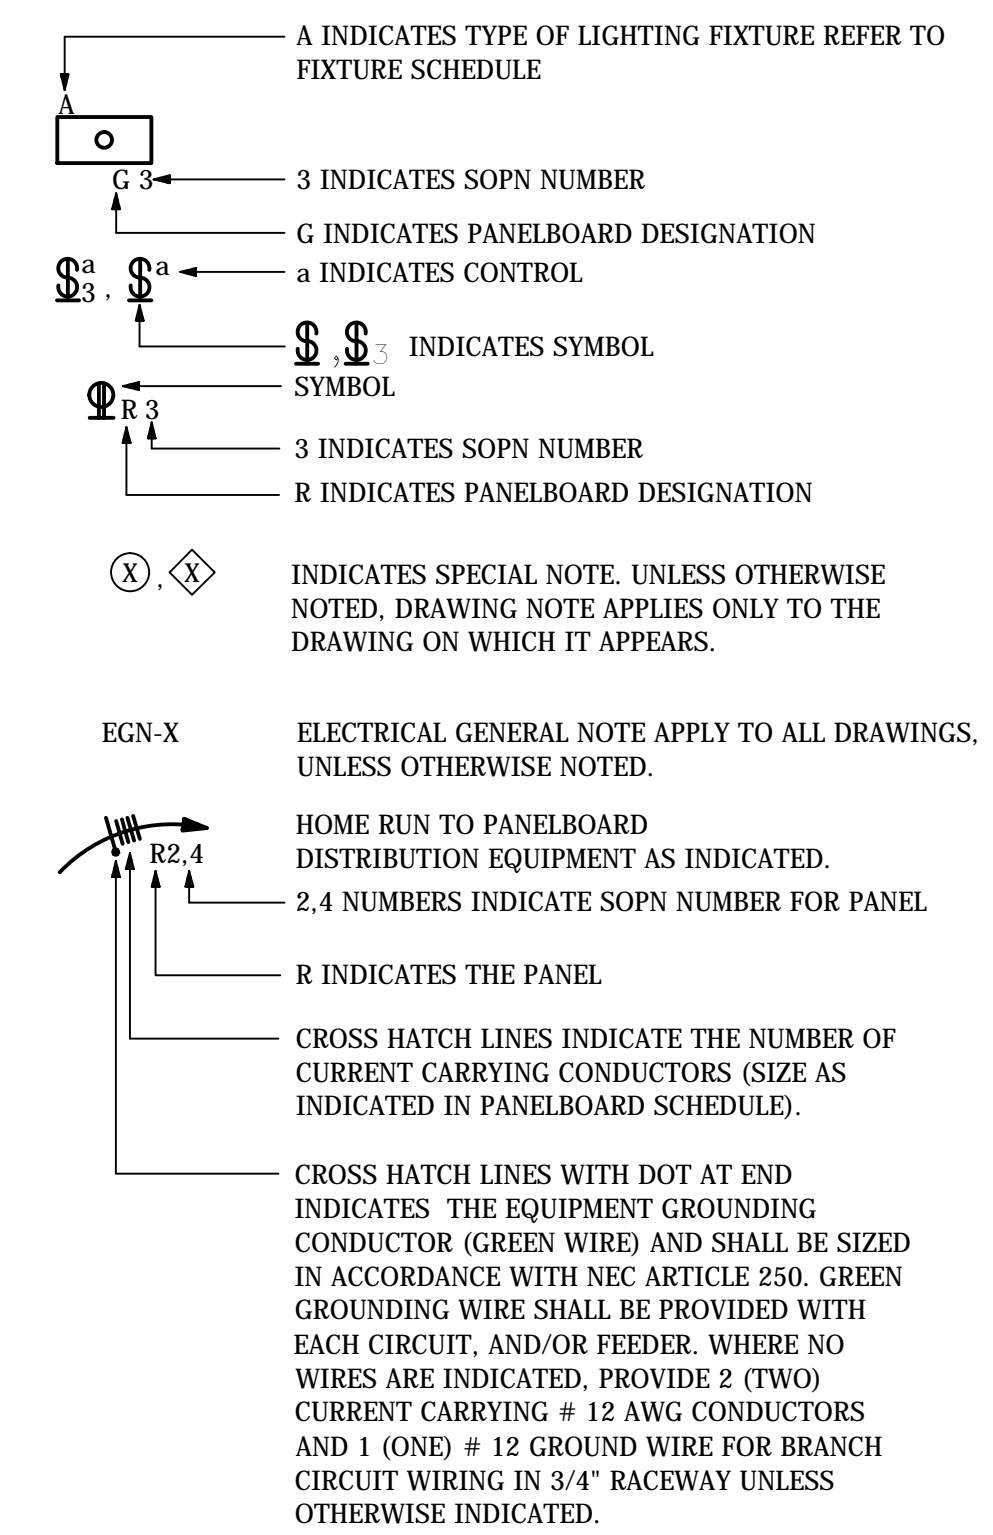 A INDICATES TYPE OF LIGHTING FIXTURE REFER TO
FIXTURE SCHEDULE
A
G 3
3 INDICATES SOPN NUMBER
G INDICATES PANELBOARD DESIGNATION
$a3, $a
a INDICATES CONTROL
$, $3 INDICATES SYMBOL
SYMBOL
R 3
3 INDICATES SOPN NUMBER
R INDICATES PANELBOARD DESIGNATION
X, X
INDICATES SPECIAL NOTE. UNLESS OTHERWISE
NOTED, DRAWING NOTE APPLIES ONLY TO THE
DRAWING ON WHICH IT APPEARS.
EGN-X
ELECTRICAL GENERAL NOTE APPLY TO ALL DRAWINGS,
UNLESS OTHERWISE NOTED.
HOME RUN TO PANELBOARD
DISTRIBUTION EQUIPMENT AS INDICATED.
R2,4
2,4 NUMBERS INDICATE SOPN NUMBER FOR PANEL
R INDICATES THE PANEL
CROSS HATCH LINES INDICATE THE NUMBER OF
CURRENT CARRYING CONDUCTORS (SIZE AS
INDICATED IN PANELBOARD SCHEDULE).
CROSS HATCH LINES WITH DOT AT END
INDICATES THE EQUIPMENT GROUNDING
CONDUCTOR (GREEN WIRE) AND SHALL BE SIZED
IN ACCORDANCE WITH NEC ARTICLE 250. GREEN
GROUNDING WIRE SHALL BE PROVIDED WITH
EACH CIRCUIT, AND/OR FEEDER. WHERE NO
WIRES ARE INDICATED, PROVIDE 2 (TWO)
CURRENT CARRYING # 12 AWG CONDUCTORS
AND 1 (ONE) # 12 GROUND WIRE FOR BRANCH
CIRCUIT WIRING IN 3/4" RACEWAY UNLESS
OTHERWISE INDICATED.